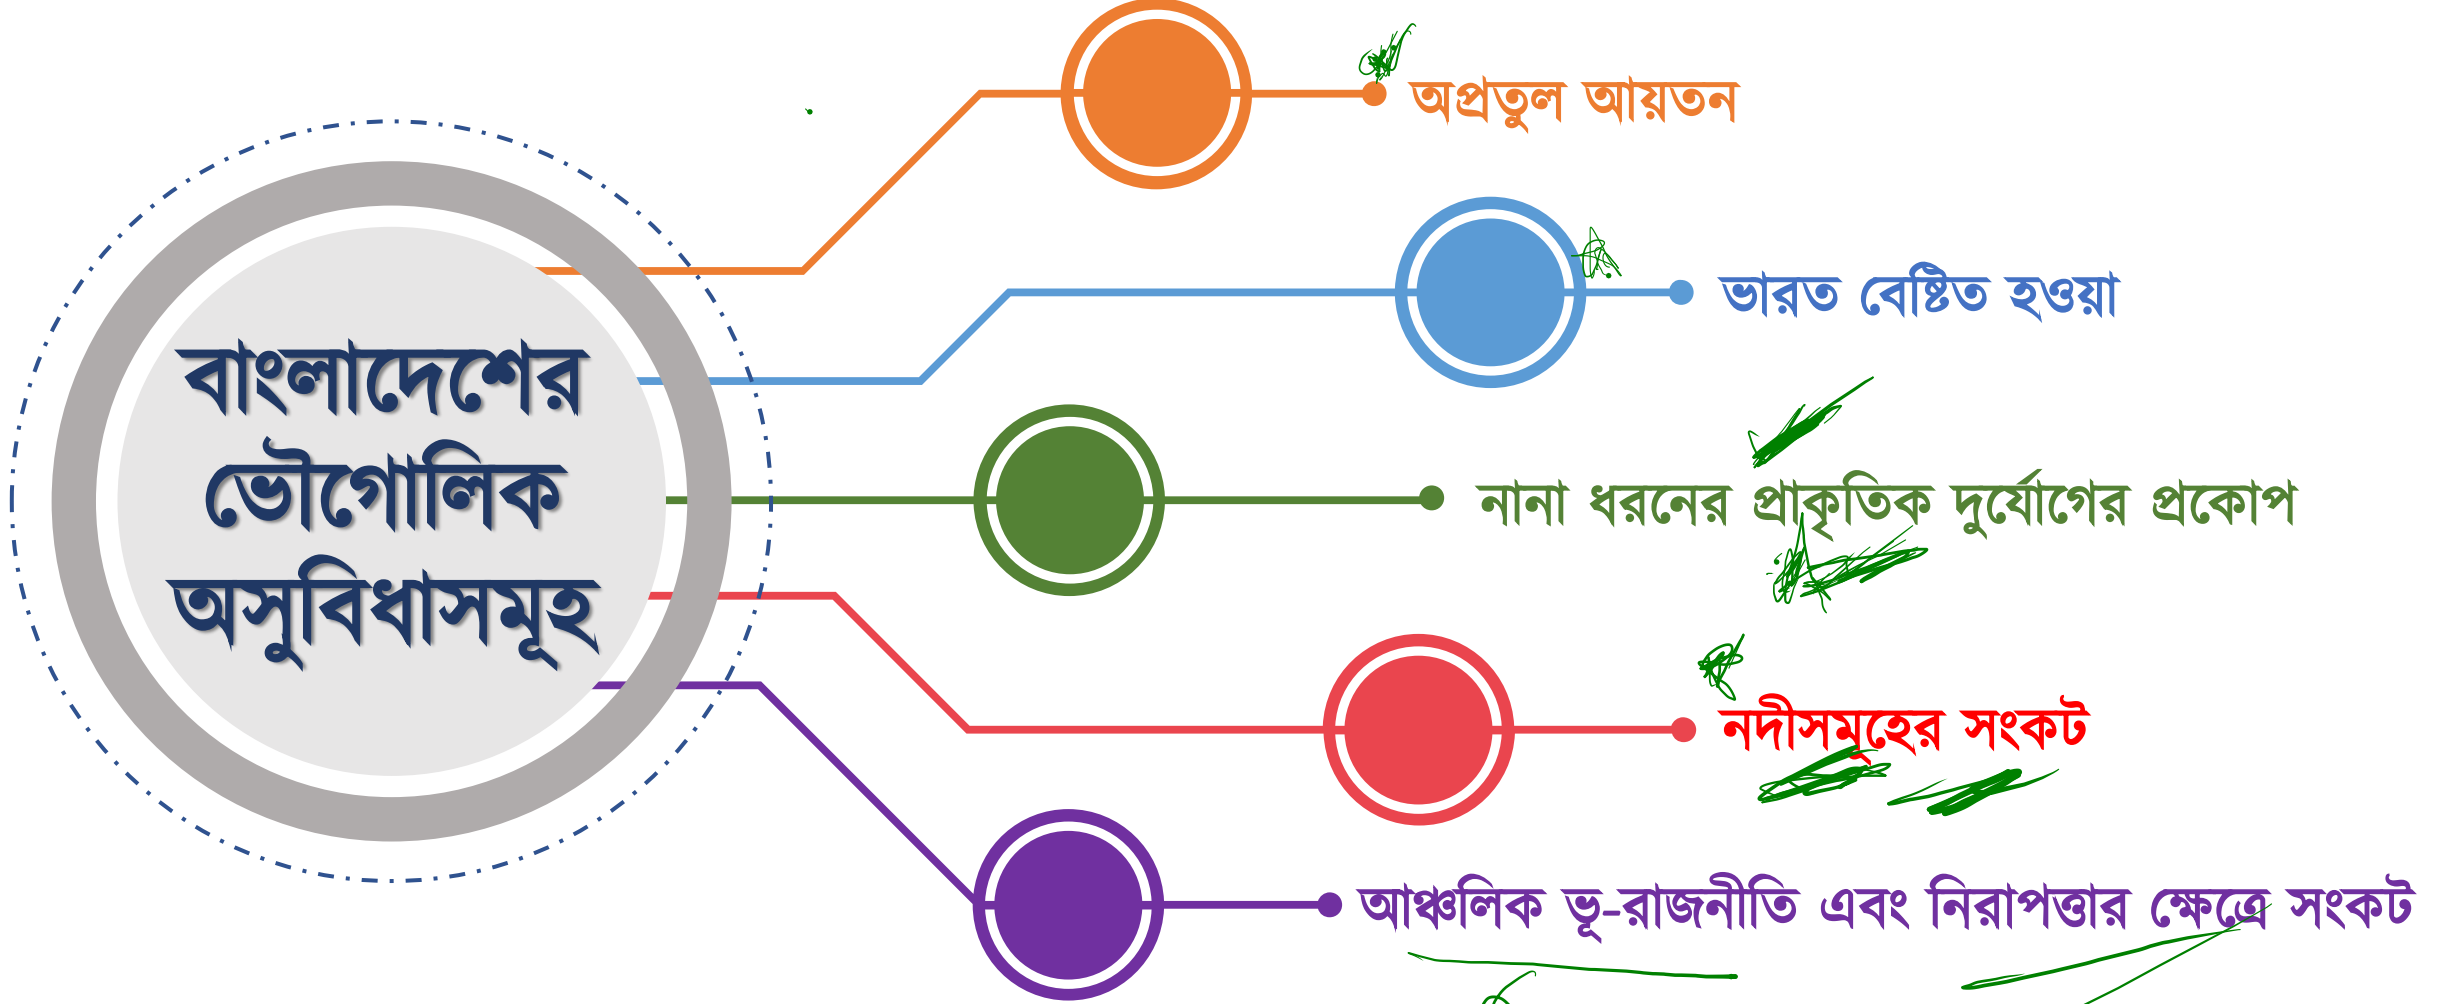 বাংলাদেশের
ভৌগোলিক
অসুবিধাসমূহ
অপ্রতুল আয়তন
ভারত বেষ্টিত হওয়া
নানা ধরনের প্রাকৃতিক দুর্যোগের প্রকোপ
নদীসমূহের সংকট
আঞ্চলিক ভূ-রাজনীতি এবং নিরাপত্তার ক্ষেত্রে সংকট